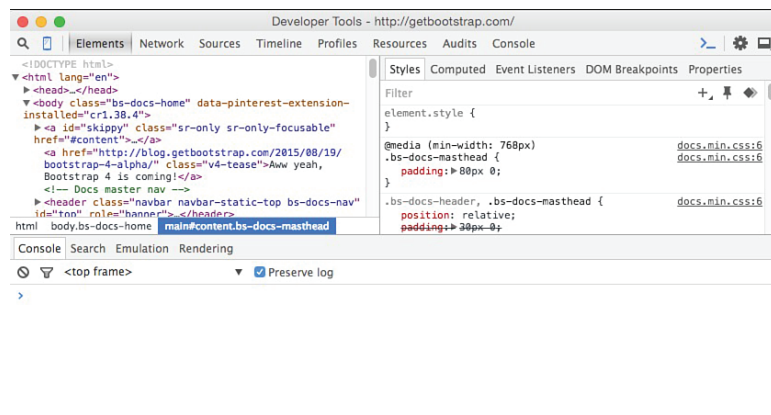 Developer Tools - http://getbootstrap.com/
Elements Network Sources Timeline Profiles Resources Audits Console
<!DOCTYPE html>
<html lang="en">
<head>…</head>
<body class="bs-docs-home" data-pinterest-extension-
installed="cr1.38.4">
<a id="skippy" class="sr-only sr-only-focusable"
href="#content">…</a>
<a href="http://blog.getbootstrap.com/2015/08/19/
bootstrap-4-alpha/" class="v4-tease">Aww yeah,
Bootstrap 4 is coming!</a>
<!-- Docs master nav -->
<header class="navbar navbar-static-top bs-docs-nav"
id="top" role="banner">…</header>
html body.bs-docs-home main#content.bs-docs-masthead
Styles Computed Event Listeners DOM Breakpoints Properties
Filter
element.style {
}
@media (min-width: 768px) docs.min.css:6
.bs-docs-masthead { docs.min.css:6
padding: 80px 0;
}
.bs-docs-header, .bs-docs-masthead { docs.min.css:6
position: relative;
padding: 30px 0;
Console Search Emulation Rendering
<top frame> Preserve log